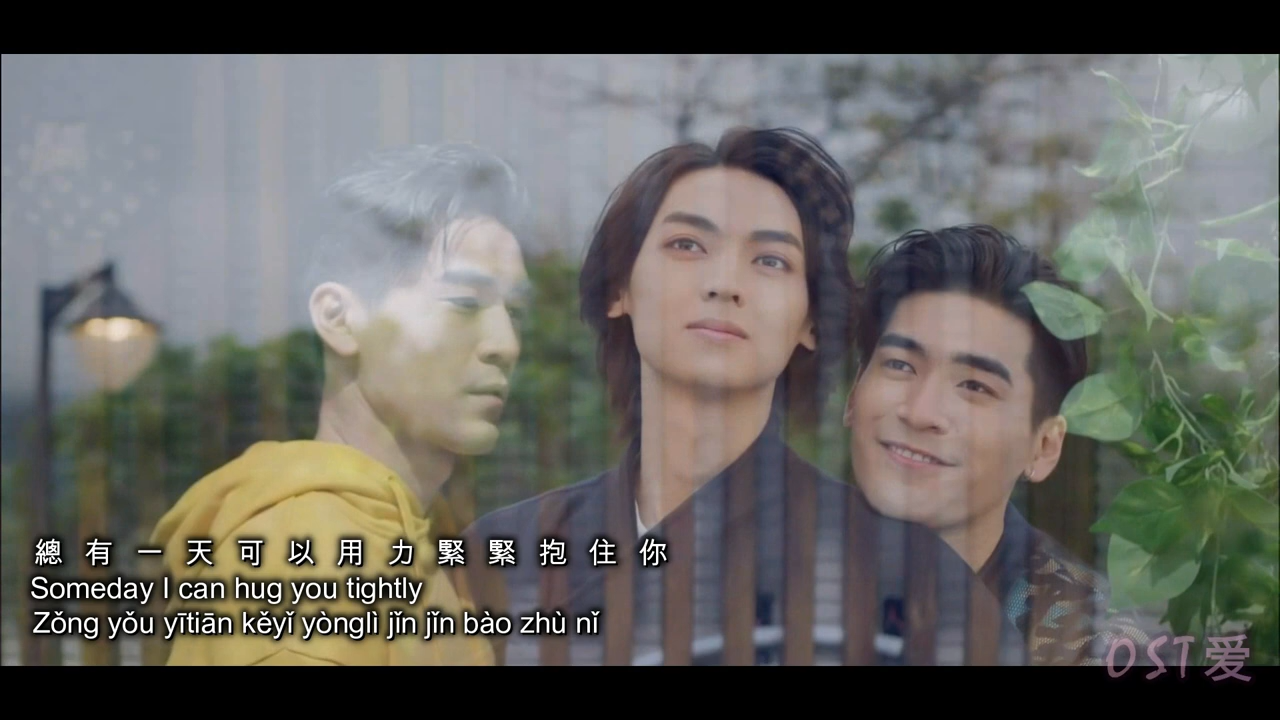 總有一天可以用力緊緊抱住你
Someday I can hug you tightly
Zǒng yǒu yītiān kěyǐ yònglì jǐn jǐn bào zhù nǐ
OST爱